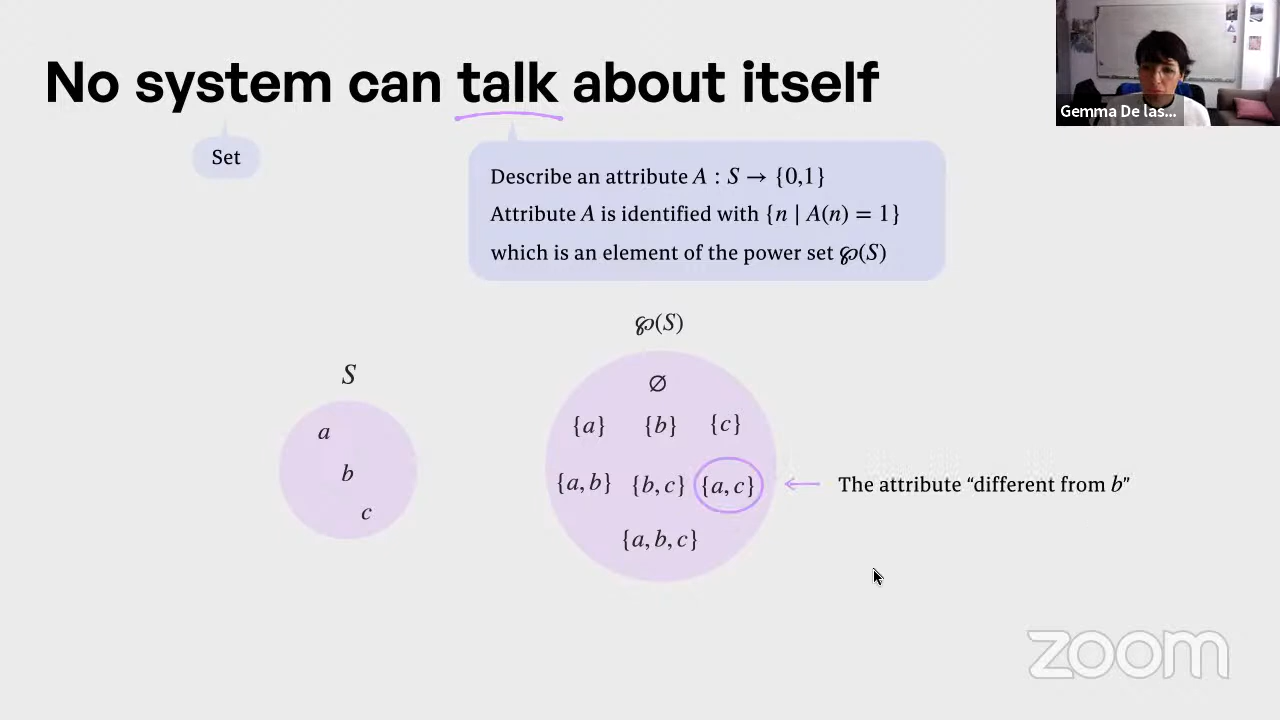 No system can talk about itself
Gemma De las...
Set
Describe an attribute A : S → {0,1}
Attribute A is identified with {n | A(n) = 1}
which is an element of the power set ℘(S)
℘(S)
S
∅
a
{a} {b} {c}
b
{a, b} {b, c} {a, c}
The attribute “different from b”
c
{a, b, c}
zoom